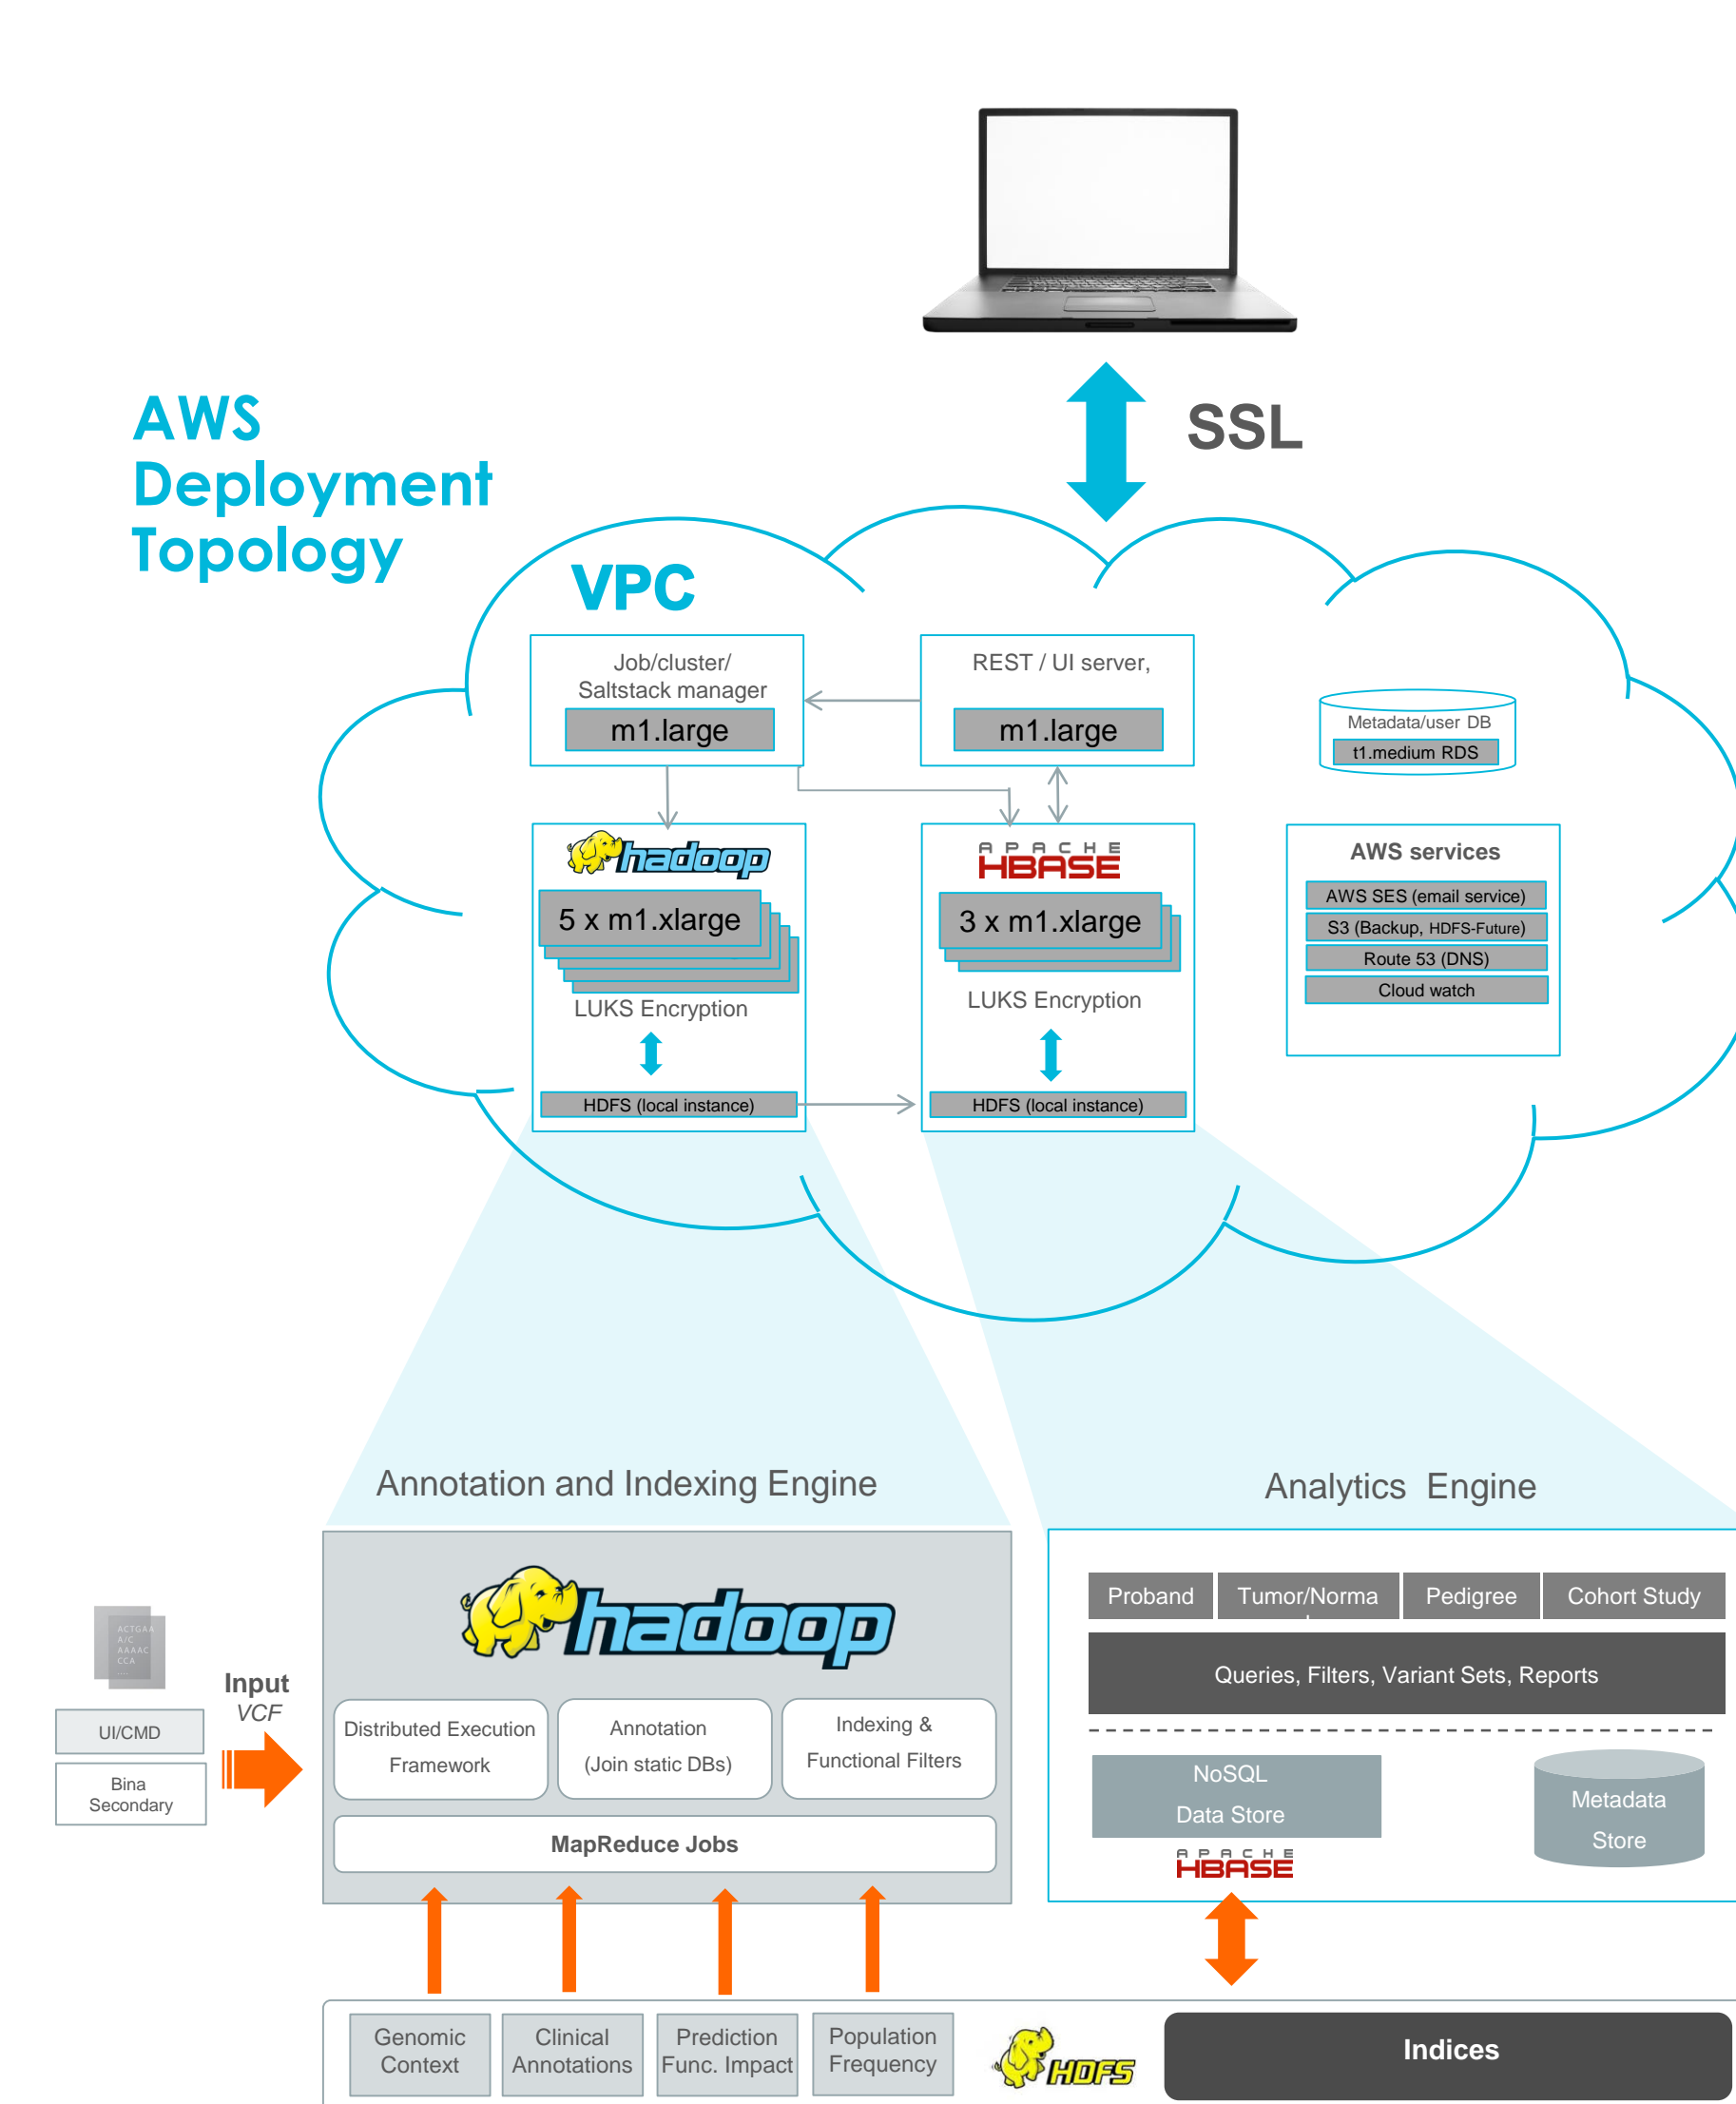 AWS
Deployment
Topology
SSL
VPC
Job/cluster/
Saltstack manager
m1.large
REST / UI server,
m1.large
Metadata/user DB
t1.medium RDS
hadoop
5 x m1.xlarge
LUKS Encryption
HDFS (local instance)
APACHE
HBASE
3 x m1.xlarge
LUKS Encryption
HDFS (local instance)
AWS services
AWS SES (email service)
S3 (Backup, HDFS-Future)
Route 53 (DNS)
Cloud watch
Annotation and Indexing Engine
Analytics Engine
ACTGAA
A/C
AAAAC
CCA
Input
VCF
UI/CMD
Bina
Secondary
hadoop
Distributed Execution
Framework
Annotation
(Join static DBs)
Indexing &
Functional Filters
MapReduce Jobs
Proband
Tumor/Norma
Pedigree
Cohort Study
Queries, Filters, Variant Sets, Reports
NoSQL
Data Store
APACHE
HBASE
Metadata
Store
Genomic
Context
Clinical
Annotations
Prediction
Func. Impact
Population
Frequency
HDFS
Indices